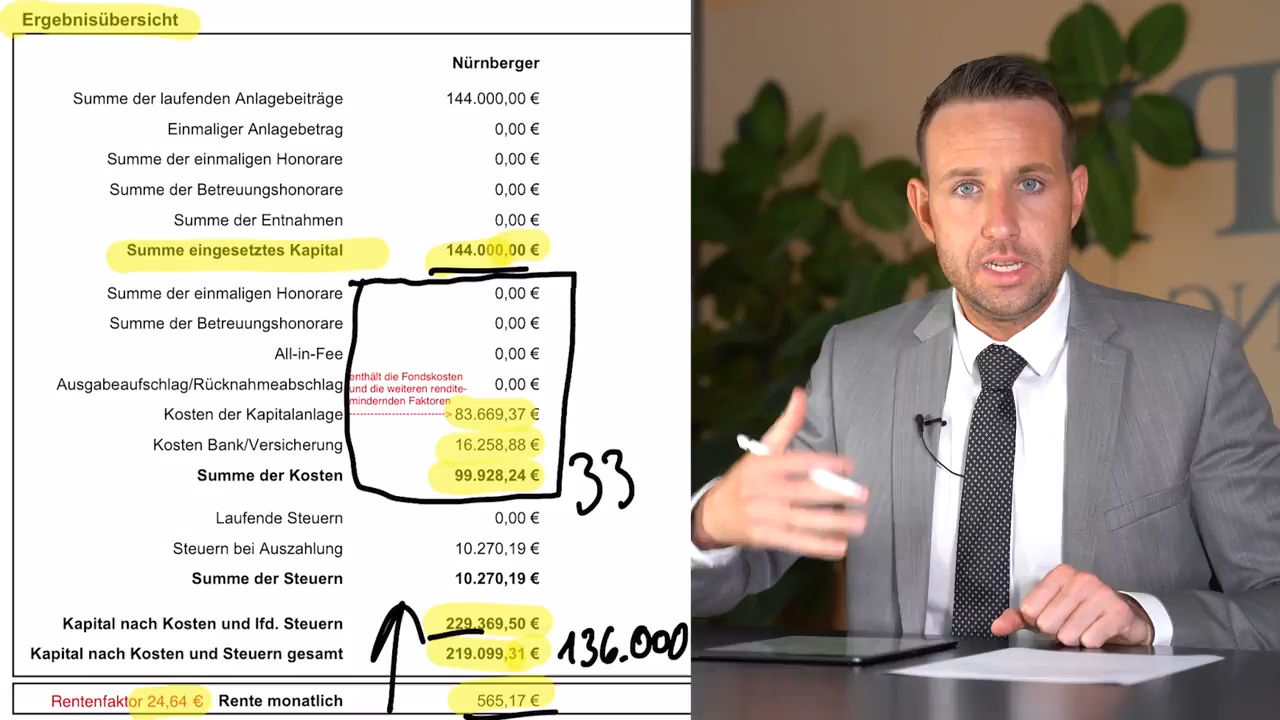 Ergebnisübersicht
Nürnberger
Summe der laufenden Anlagebeiträge 144.000,00 €
Einmaliger Anlagebetrag 0,00 €
Summe der einmaligen Honorare 0,00 €
Summe der Betreuungshonorare 0,00 €
Summe der Entnahmen 0,00 €
Summe eingesetztes Kapital 144.000,00 €
Summe der einmaligen Honorare 0,00 €
Summe der Betreuungshonorare 0,00 €
All-in-Fee 0,00 €
enthält die Fondskosten
Ausgabeaufschlag/Rücknahmeabschlag und die weiteren rendite- 0,00 €
mindernden Faktoren
Kosten der Kapitalanlage 83.669,37 €
Kosten Bank/Versicherung 16.258,88 €
Summe der Kosten 99.928,24 € 33
Laufende Steuern 0,00 €
Steuern bei Auszahlung 10.270,19 €
Summe der Steuern 10.270,19 €
Kapital nach Kosten und lfd. Steuern 229.369,50 €
Kapital nach Kosten und Steuern gesamt 219.099,31 € 136.000
Rentenfaktor 24,64 € Rente monatlich 565,17 €
P